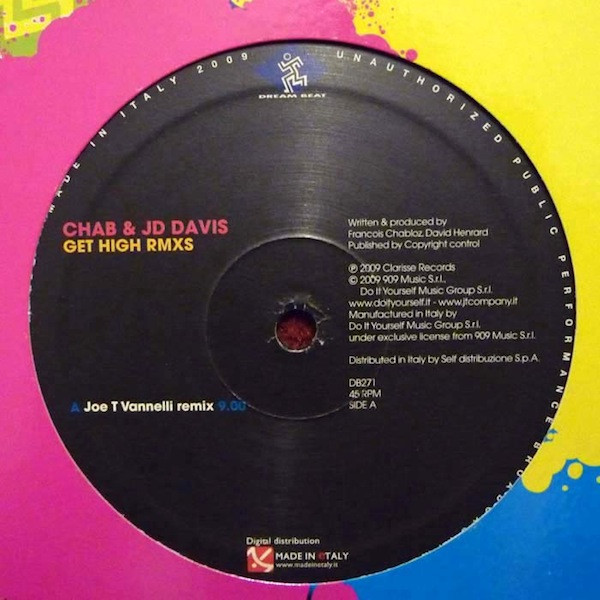 MADE IN ITALY 2009
UNAUTHORIZED PUBLIC PERFORMANCE BROADC
DREAM BEAT
CHAB & JD DAVIS
GET HIGH RMXS
Written & produced by
Francois Chabloz, David Henrard
Published by Copyright control
℗ 2009 Clarisse Records
© 2009 909 Music S.r.l.,
Do It Yourself Music Group S.r.l.
www.doityourself.it - www.jtcompany.it
Manufactured in Italy by
Do It Yourself Music Group S.r.l.
under exclusive license from 909 Music S.r.l.
Distributed in Italy by Self distribuzione S.p.A.
DB271
45 RPM
SIDE A
A Joe T Vannelli remix 9.00
Digital distribution
MADE IN eTALY
www.madeinetaly.it